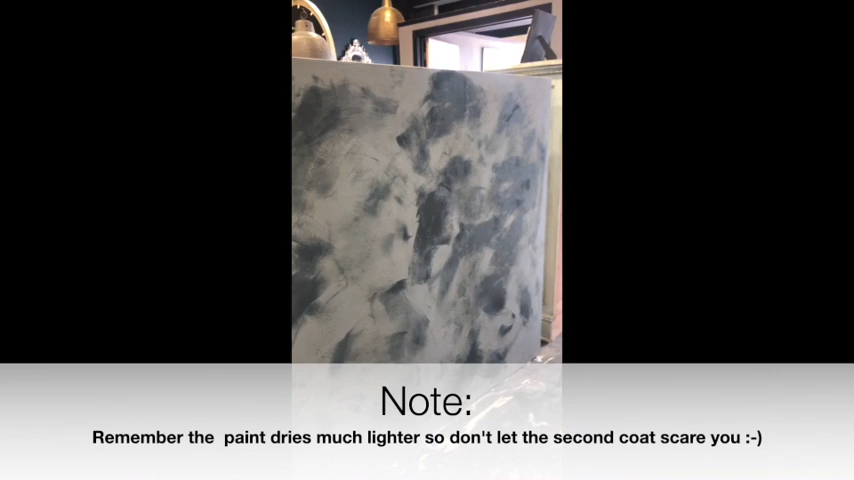 Note:
Remember the  paint dries much lighter so don't let the second coat scare you :-)